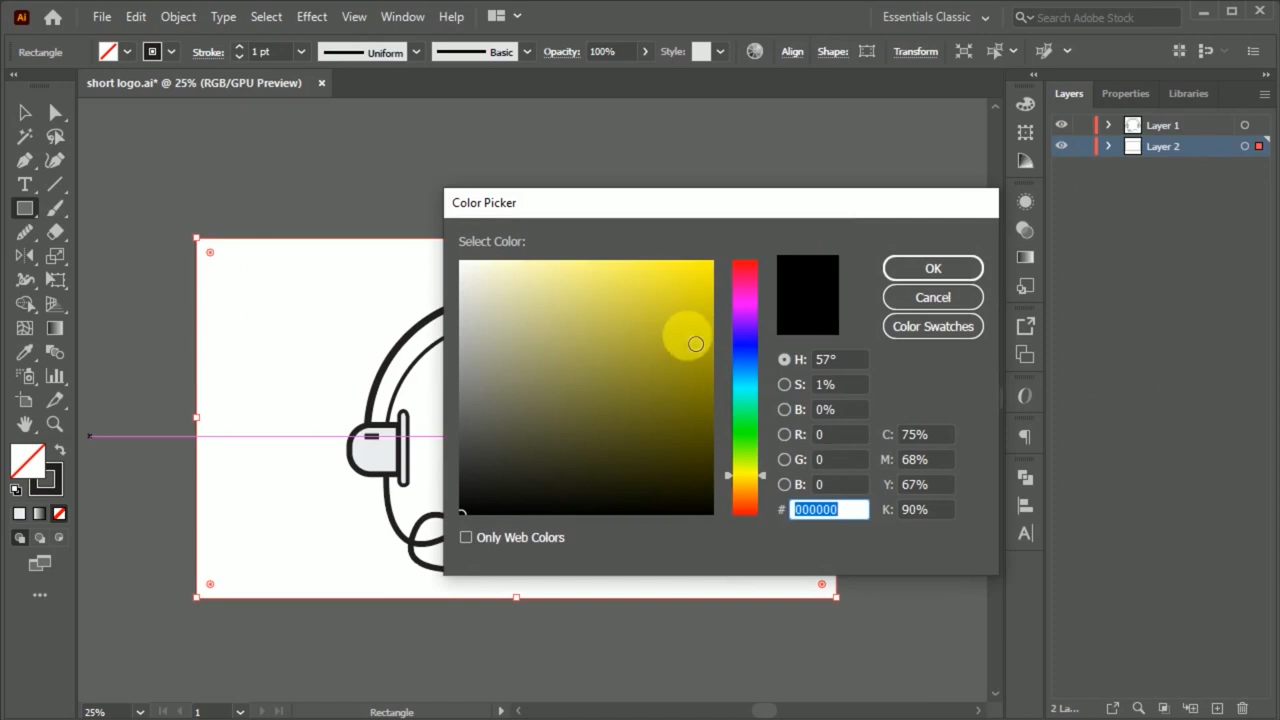 Ai File Edit Object Type Select Effect View Window Help Essentials Classic Search Adobe Stock
Rectangle Stroke: 1 pt Uniform Basic Opacity: 100% Style: Align Shape: Transform
short logo.ai* @ 25% (RGB/GPU Preview) ×
Layers Properties Libraries
Layer 1
Layer 2
Color Picker
Select Color:
OK
Cancel
Color Swatches
H: 57°
S: 1%
B: 0%
R: 0 C: 75%
G: 0 M: 68%
B: 0 Y: 67%
# 000000 K: 90%
Only Web Colors
25% 1 Rectangle
2 La...